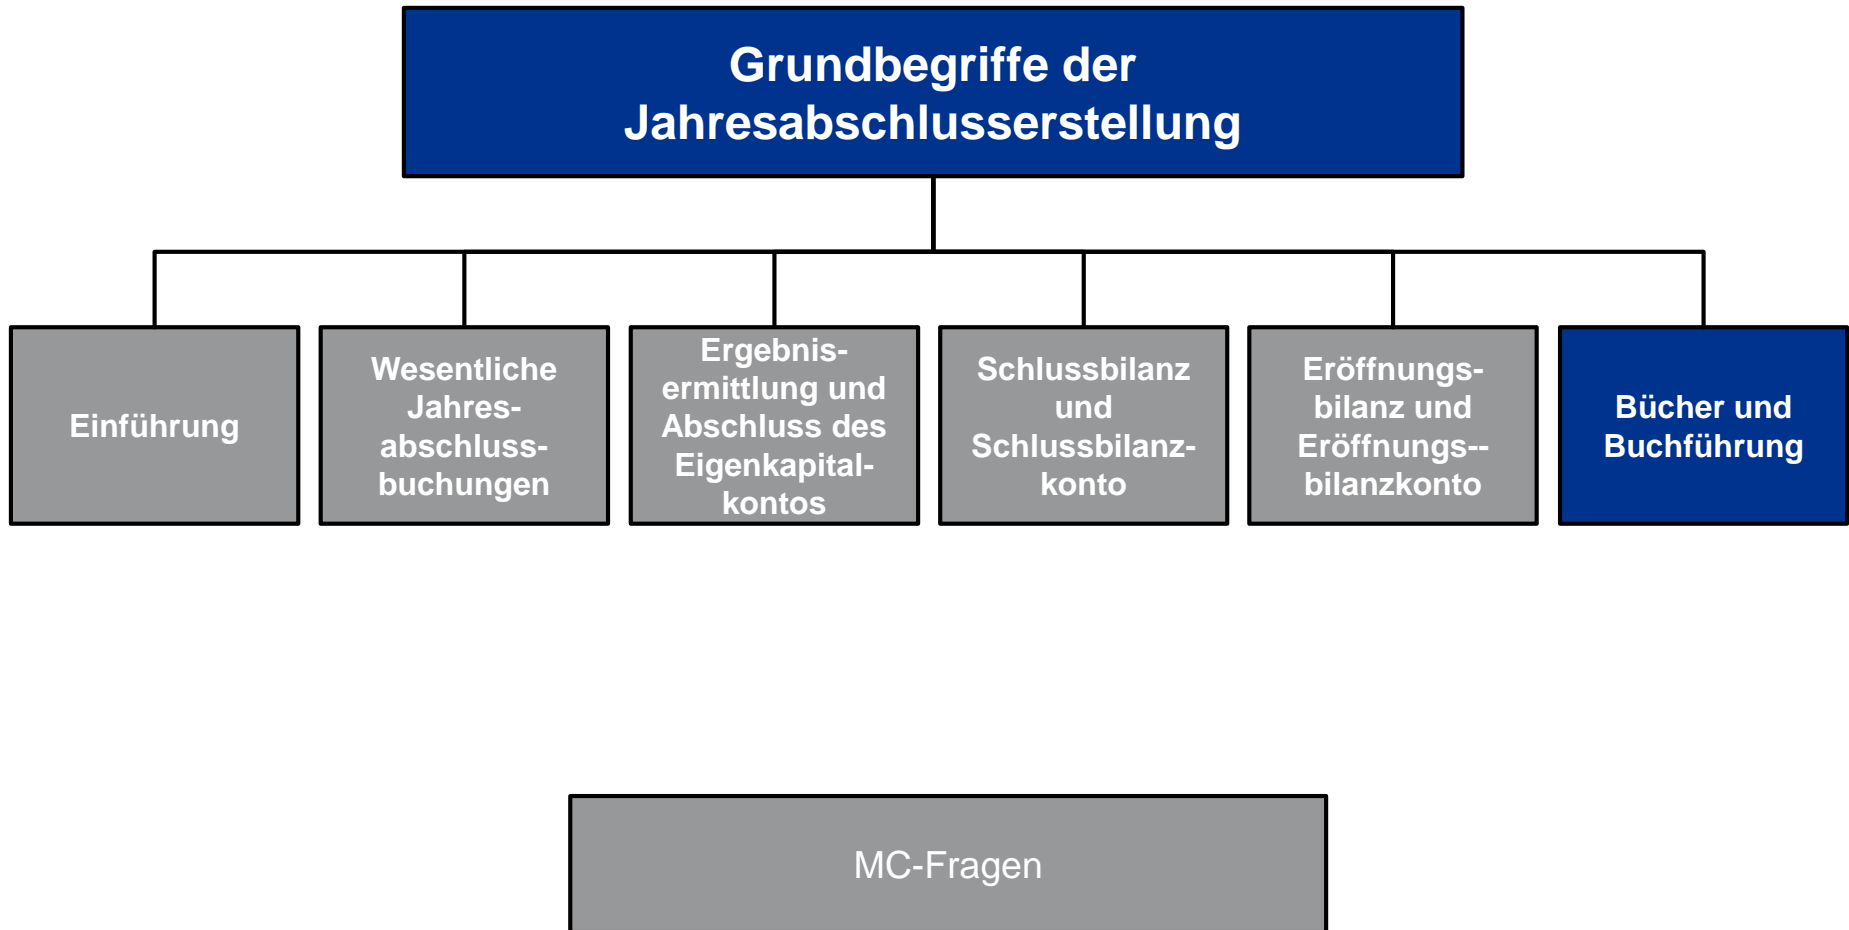 Grundbegriffe der
Jahresabschlusserstellung
Einführung
Wesentliche
Jahres-
abschluss-
buchungen
Ergebnis-
ermittlung und
Abschluss des
Eigenkapital-
kontos
Schlussbilanz
und
Schlussbilanz-
konto
Eröffnungs-
bilanz und
Eröffnungs--
bilanzkonto
Bücher und
Buchführung
MC-Fragen